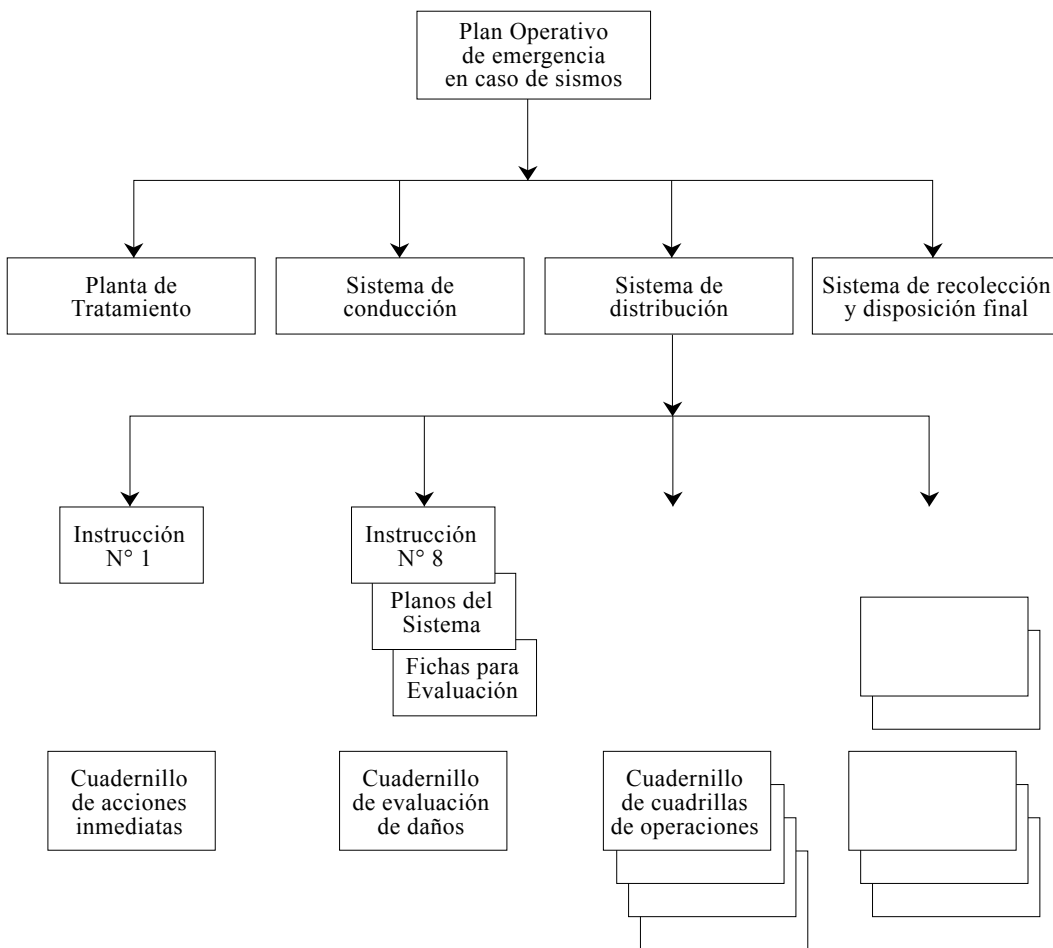 Plan Operativo
de emergencia
en caso de sismos
Planta de
Tratamiento
Sistema de
conducción
Sistema de
distribución
Sistema de recolección
y disposición final
Instrucción
N° 1
Instrucción
N° 8
Planos del
Sistema
Fichas para
Evaluación
Cuadernillo
de acciones
inmediatas
Cuadernillo
de evaluación
de daños
Cuadernillo
de cuadrillas
de operaciones